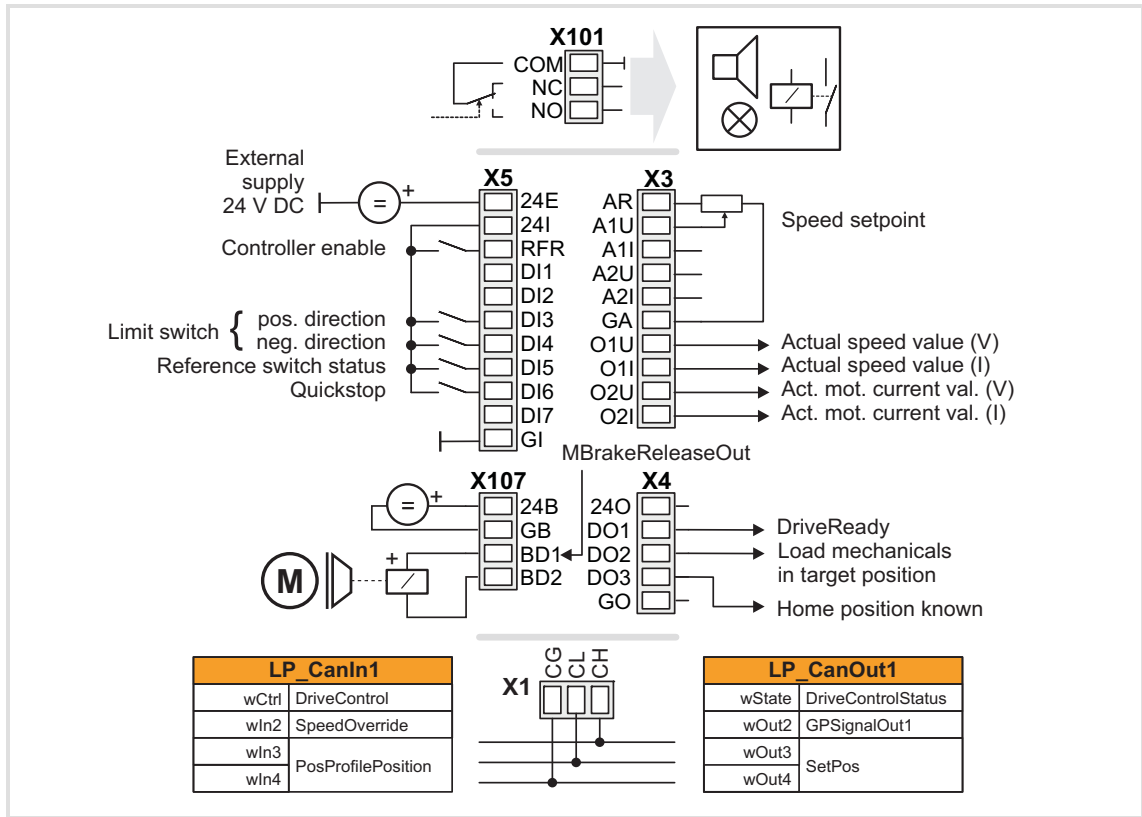 X101
COM
NC
NO
External
supply
24 V DC
=
+
X5
24E
24I
RFR
DI1
DI2
DI3
DI4
DI5
DI6
DI7
GI
Controller enable
Limit switch {
pos. direction
neg. direction
Reference switch status
Quickstop
X3
AR
A1U
A1I
A2U
A2I
GA
O1U
O1I
O2U
O2I
Speed setpoint
Actual speed value (V)
Actual speed value (I)
Act. mot. current val. (V)
Act. mot. current val. (I)
MBrakeReleaseOut
X107
=
+
24B
GB
BD1
BD2
M
+
X4
24O
DO1
DO2
DO3
GO
DriveReady
Load mechanicals
in target position
Home position known
LP_CanIn1
wCtrl DriveControl
wIn2 SpeedOverride
wIn3
PosProfilePosition
wIn4
X1
CG
CL
CH
LP_CanOut1
wState DriveControlStatus
wOut2 GPSignalOut1
wOut3
SetPos
wOut4